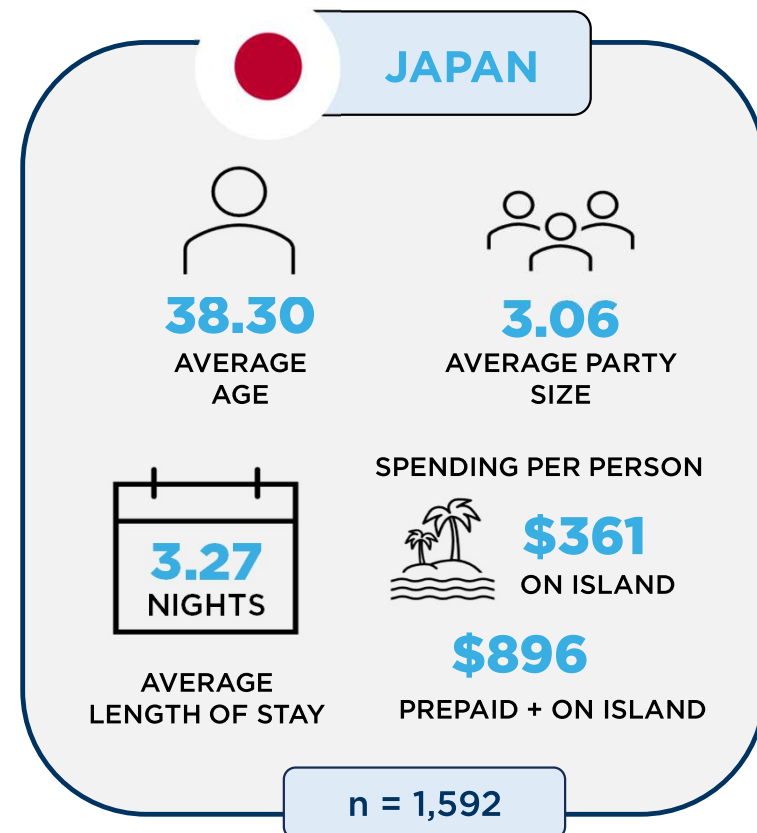 JAPAN
38.30
AVERAGE
AGE
3.06
AVERAGE PARTY
SIZE
3.27
NIGHTS
AVERAGE
LENGTH OF STAY
SPENDING PER PERSON
$361
ON ISLAND
$896
PREPAID + ON ISLAND
n = 1,592